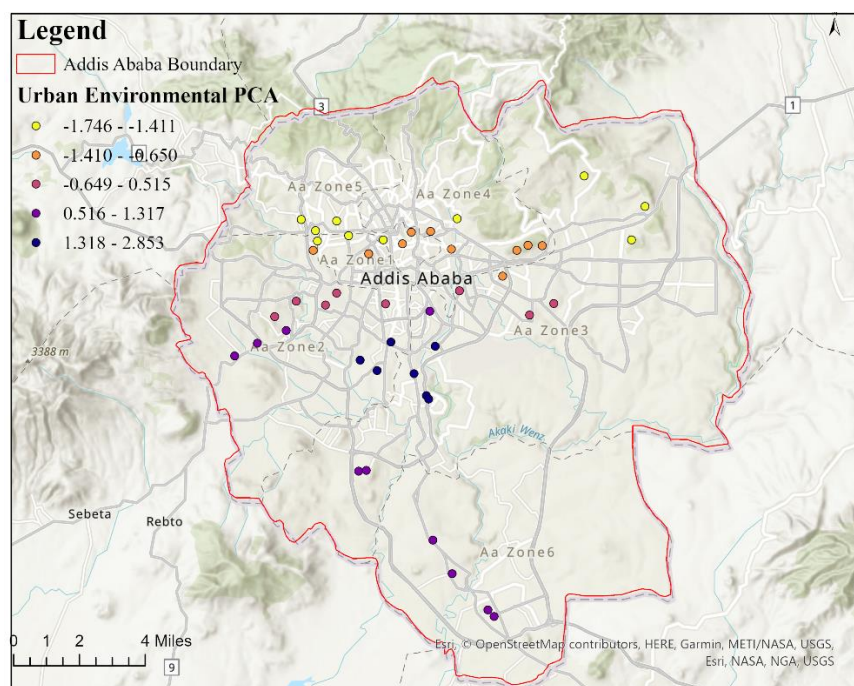 Legend
Addis Ababa Boundary
Urban Environmental PCA
-1.746 - -1.411
-1.410 - -0.650
-0.649 - 0.515
0.516 - 1.317
1.318 - 2.853
3
1
Aa Zone5
Aa Zone4
Aa Zone1
Addis Ababa
Aa Zone3
Aa Zone2
3388 m
Akaki Wenz
Sebeta
Rebto
Aa Zone6
0 2 4 Miles
9
Esri, © OpenStreetMap contributors, HERE, Garmin, METI/NASA, USGS,
Esri, NASA, NGA, USGS